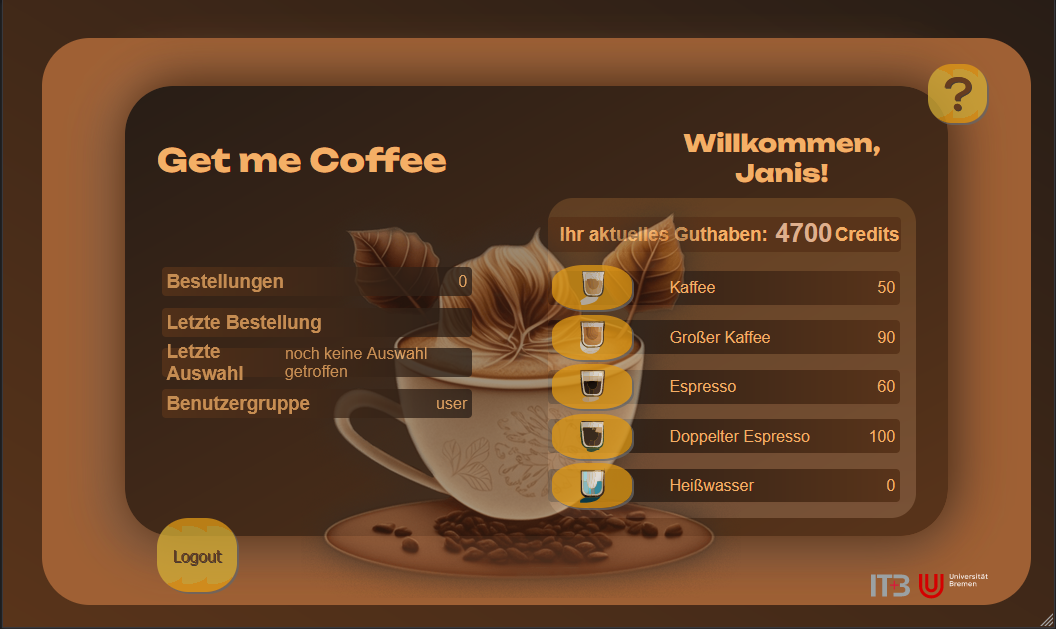 ?
Get me Coffee
Willkommen,
Janis!
Ihr aktuelles Guthaben: 4700 Credits
Bestellungen 0
Letzte Bestellung
Letzte
Auswahl
noch keine Auswahl
getroffen
Benutzergruppe user
Kaffee 50
Großer Kaffee 90
Espresso 60
Doppelter Espresso 100
Heißwasser 0
Logout
IT+B
Universität
Bremen